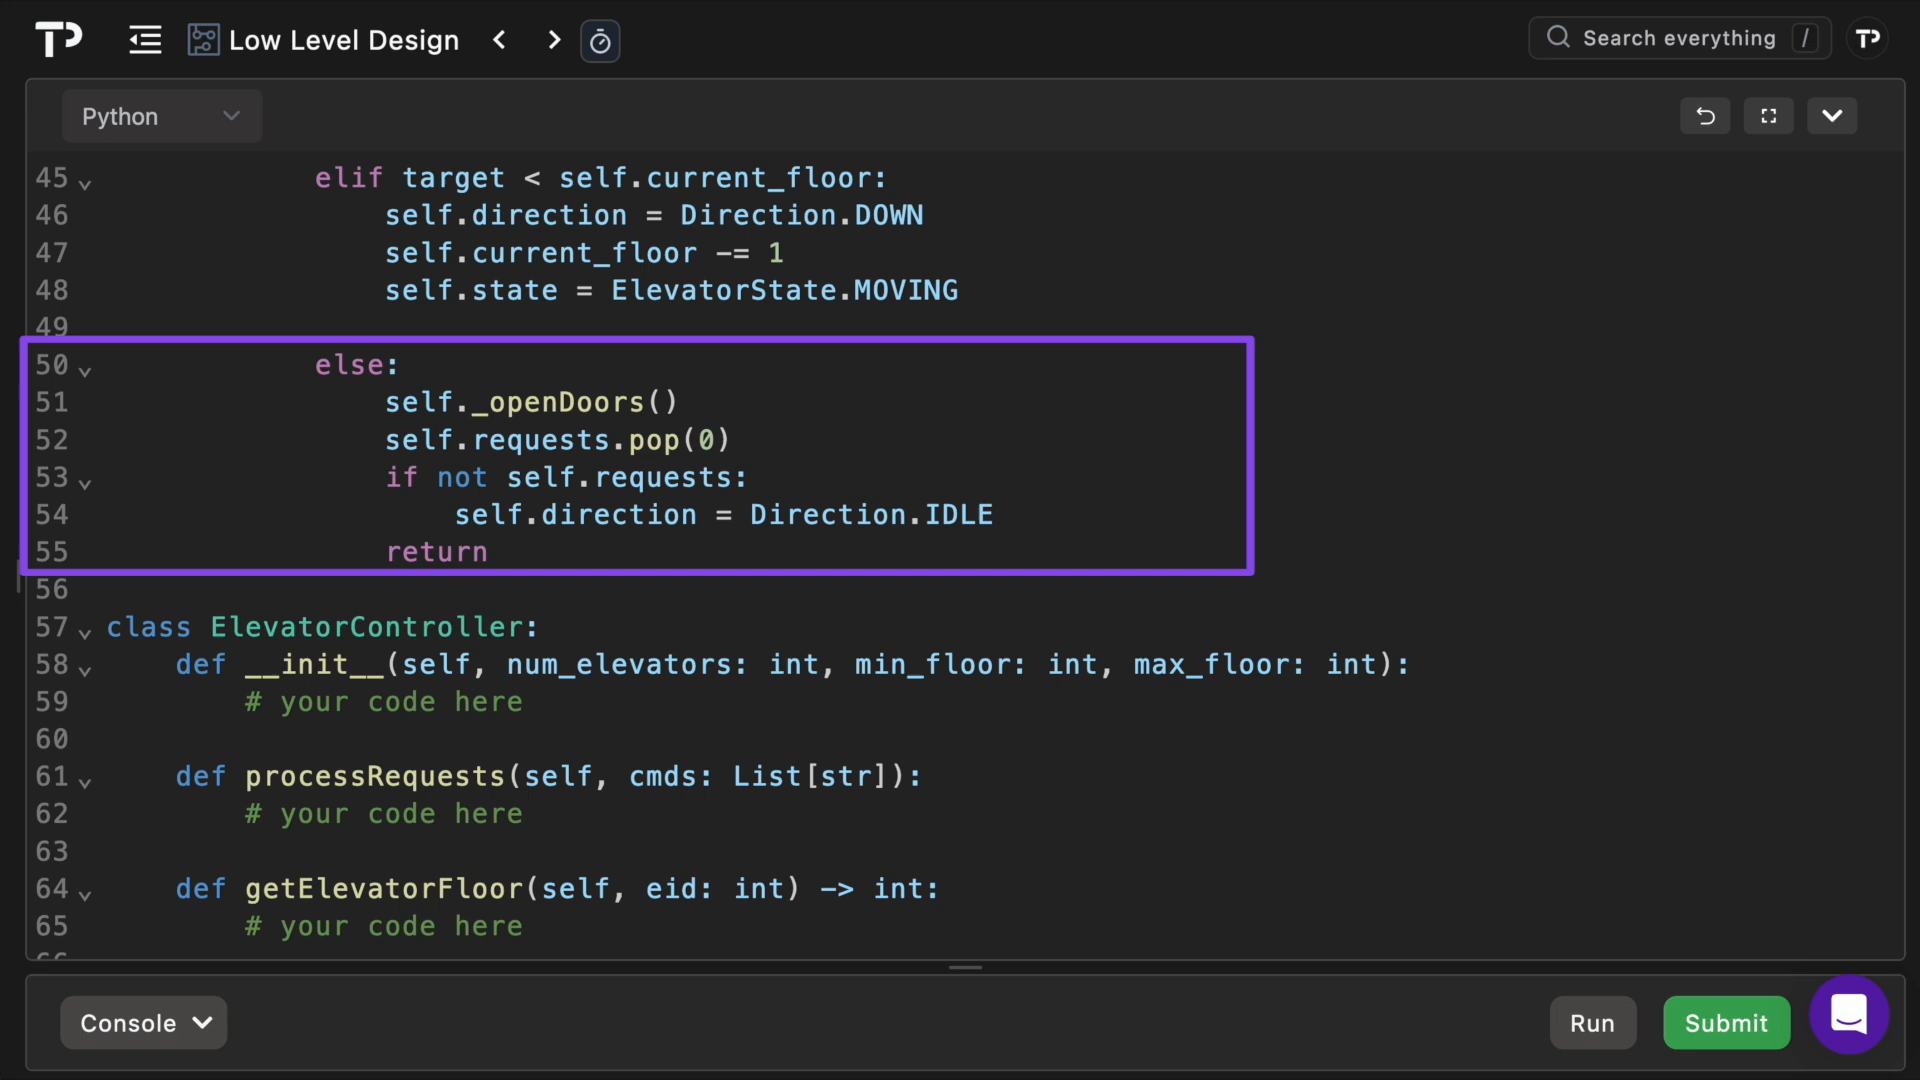 TP Low Level Design Search everything / TP
Python
45 elif target < self.current_floor:
46 self.direction = Direction.DOWN
47 self.current_floor -= 1
48 self.state = ElevatorState.MOVING
49
50 else:
51 self._openDoors()
52 self.requests.pop(0)
53 if not self.requests:
54 self.direction = Direction.IDLE
55 return
56
57 class ElevatorController:
58 def __init__(self, num_elevators: int, min_floor: int, max_floor: int):
59 # your code here
60
61 def processRequests(self, cmds: List[str]):
62 # your code here
63
64 def getElevatorFloor(self, eid: int) -> int:
65 # your code here
Console Run Submit